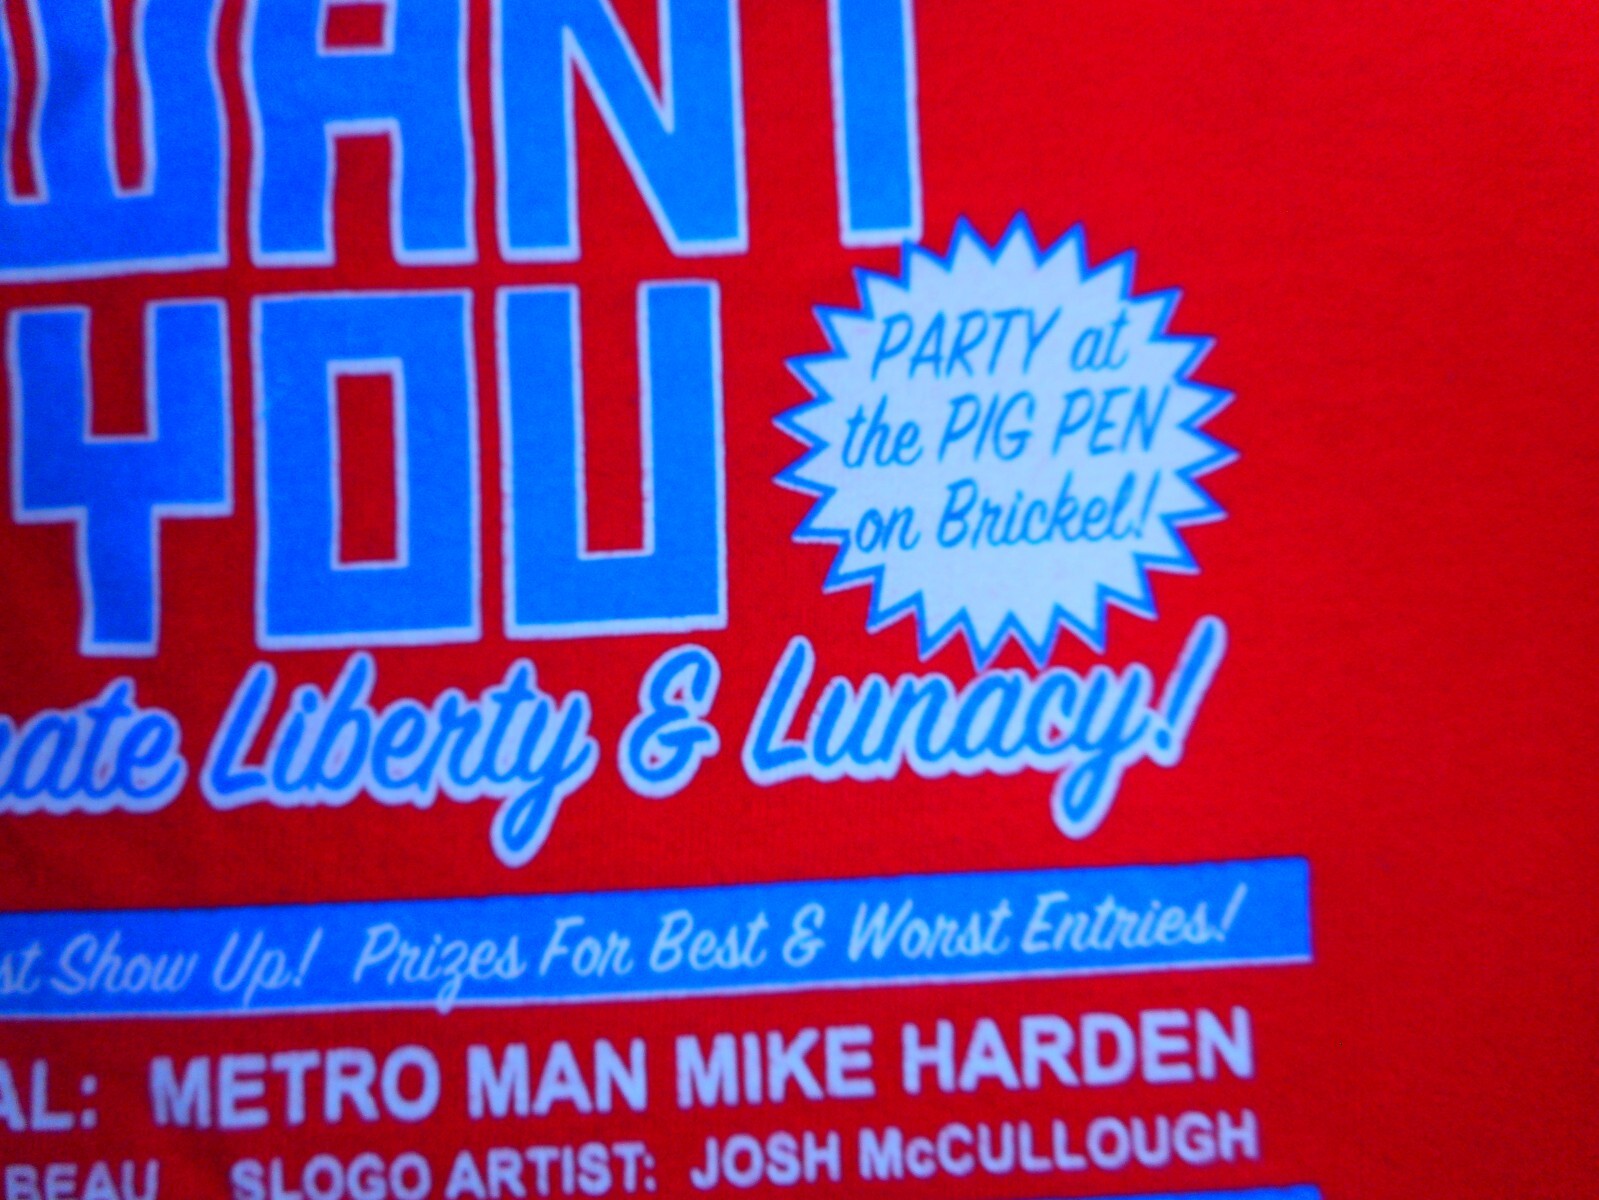 WANT
YOU
PARTY at
the PIG PEN
on Brickel!
Liberty & Lunacy!
Show Up! Prizes For Best & Worst Entries!
METRO MAN MIKE HARDEN
BEAU SLOGO ARTIST: JOSH McCULLOUGH